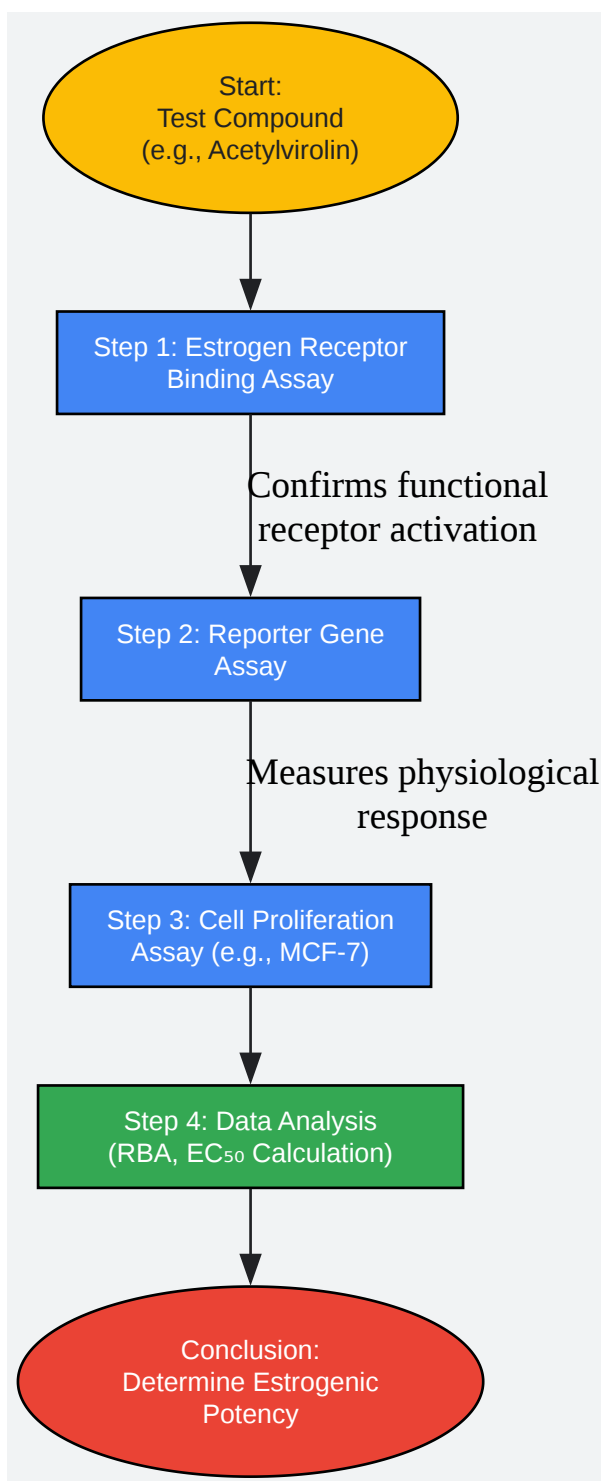 Start:
Test Compound
(e.g., Acetylvirolin)
Step 1: Estrogen Receptor
Binding Assay
Confirms functional
receptor activation
Step 2: Reporter Gene
Assay
Measures physiological
response
Step 3: Cell Proliferation
Assay (e.g., MCF-7)
Step 4: Data Analysis
(RBA, EC₅₀ Calculation)
Conclusion:
Determine Estrogenic
Potency